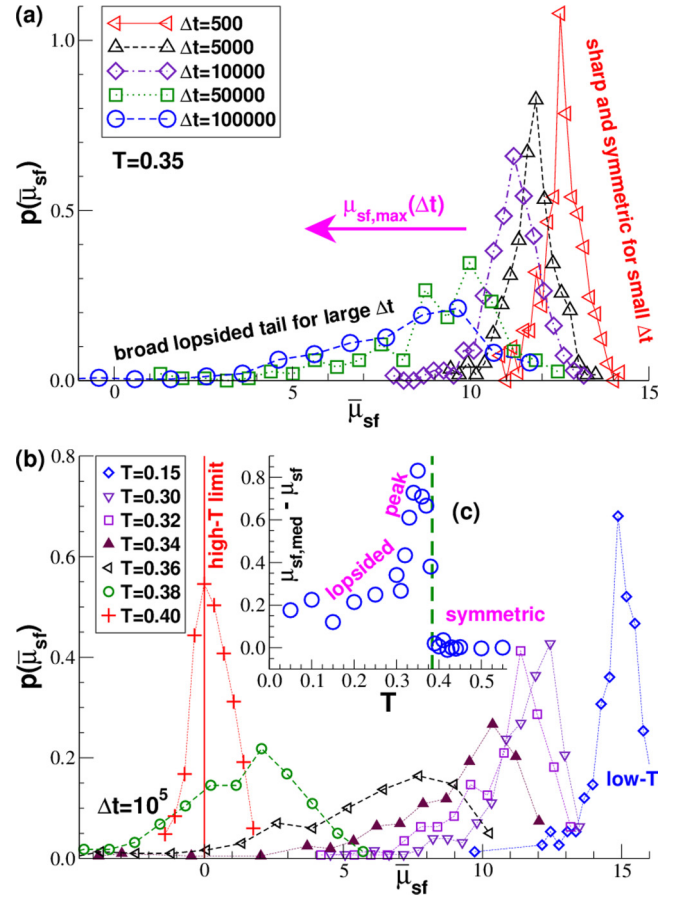 (a)
Δt=500
Δt=5000
Δt=10000
Δt=50000
Δt=100000
T=0.35
sharp and symmetric for small Δt
μsf,max(Δt)
broad lopsided tail for large Δt
p(μ̄sf)
1.0
0.5
0.0
0 5 10 15
μ̄sf
(b)
T=0.15
T=0.30
T=0.32
T=0.34
T=0.36
T=0.38
T=0.40
high-T limit
Δt=10⁵
low-T
p(μ̄sf)
0.8
0.6
0.4
0.2
0.0
0 5 10 15
μ̄sf
(c)
μsf,med - μsf
0.8
0.6
0.4
0.2
0.0
peak
lopsided
symmetric
0.0 0.1 0.2 0.3 0.4 0.5
T